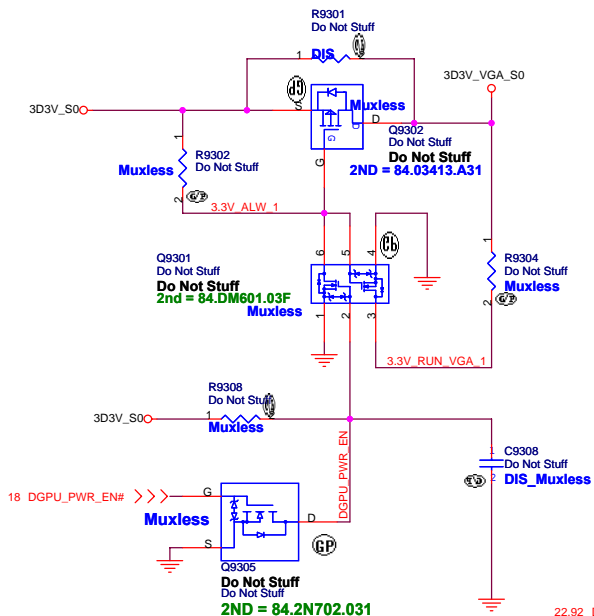 R9301
Do Not Stuff
1
DIS
2
3D3V_S0
S
GP
Muxless
D
D
G
G
Q9302
Do Not Stuff
Do Not Stuff
2ND = 84.03413.A31
3D3V_VGA_S0
1
R9302
Do Not Stuff
Muxless
2
G/P
3.3V_ALW_1
Q9301
Do Not Stuff
Do Not Stuff
2nd = 84.DM601.03F
Muxless
6
5
4
1
2
3
1
R9304
Do Not Stuff
Muxless
2
G/P
3.3V_RUN_VGA_1
R9308
Do Not Stuff
3D3V_S0
1
2
Muxless
DGPU_PWR_EN
1
C9308
Do Not Stuff
2
DIS_Muxless
18 DGPU_PWR_EN#
G
Muxless
D
S
GP
Q9305
Do Not Stuff
Do Not Stuff
2ND = 84.2N702.031
22,92